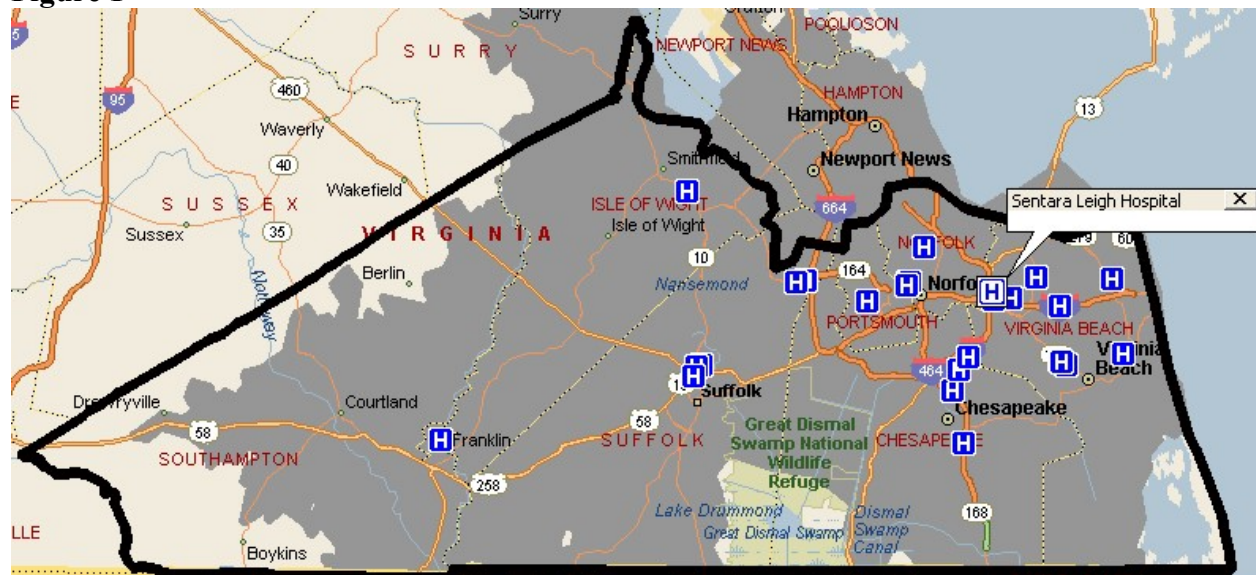 Surry
POQUOSON
SURRY
NEWPORT NEWS
95
460
HAMPTON
13
Hampton
Waverly
40
Smithfield
Newport News
Wakefield
H
Sentara Leigh Hospital X
SUSSEX
ISLE OF WIGHT
664
35
Isle of Wight
Sussex
VIRGINIA
NORFOLK
H
60
10
164
Berlin
Nansemond
H
H
H
H
H
H
H
Nottoway
H
H
PORTSMOUTH
VIRGINIA BEACH
H
H
H
H
464
H
Virginia
Beach
Suffolk
H
Drewryville
Courtland
58
Chesapeake
58
H
Franklin
SUFFOLK
Great Dismal
Swamp National
Wildlife
Refuge
CHESAPEAKE
H
SOUTHAMPTON
258
Lake Drummond
Dismal
Swamp
Canal
168
Great Dismal Swamp
LLE
Boykins